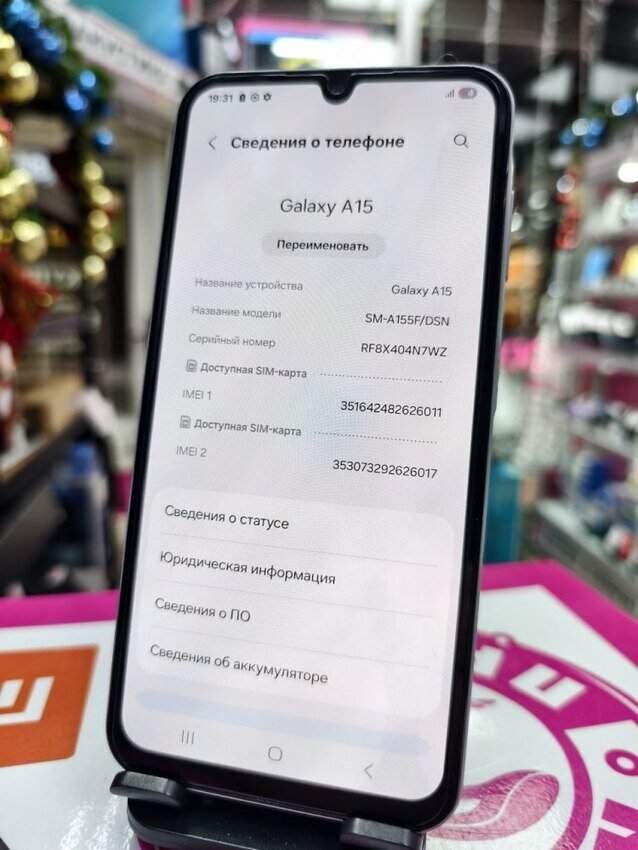 19:31
4
Сведения о телефоне
Galaxy A15
Переименовать
Название устройства Galaxy A15
Название модели SM-A155F/DSN
Серийный номер RF8X404N7WZ
Доступная SIM-карта
IMEI 1 351642482626011
Доступная SIM-карта
IMEI 2 353073292626017
Сведения о статусе
Юридическая информация
Сведения о ПО
Сведения об аккумуляторе